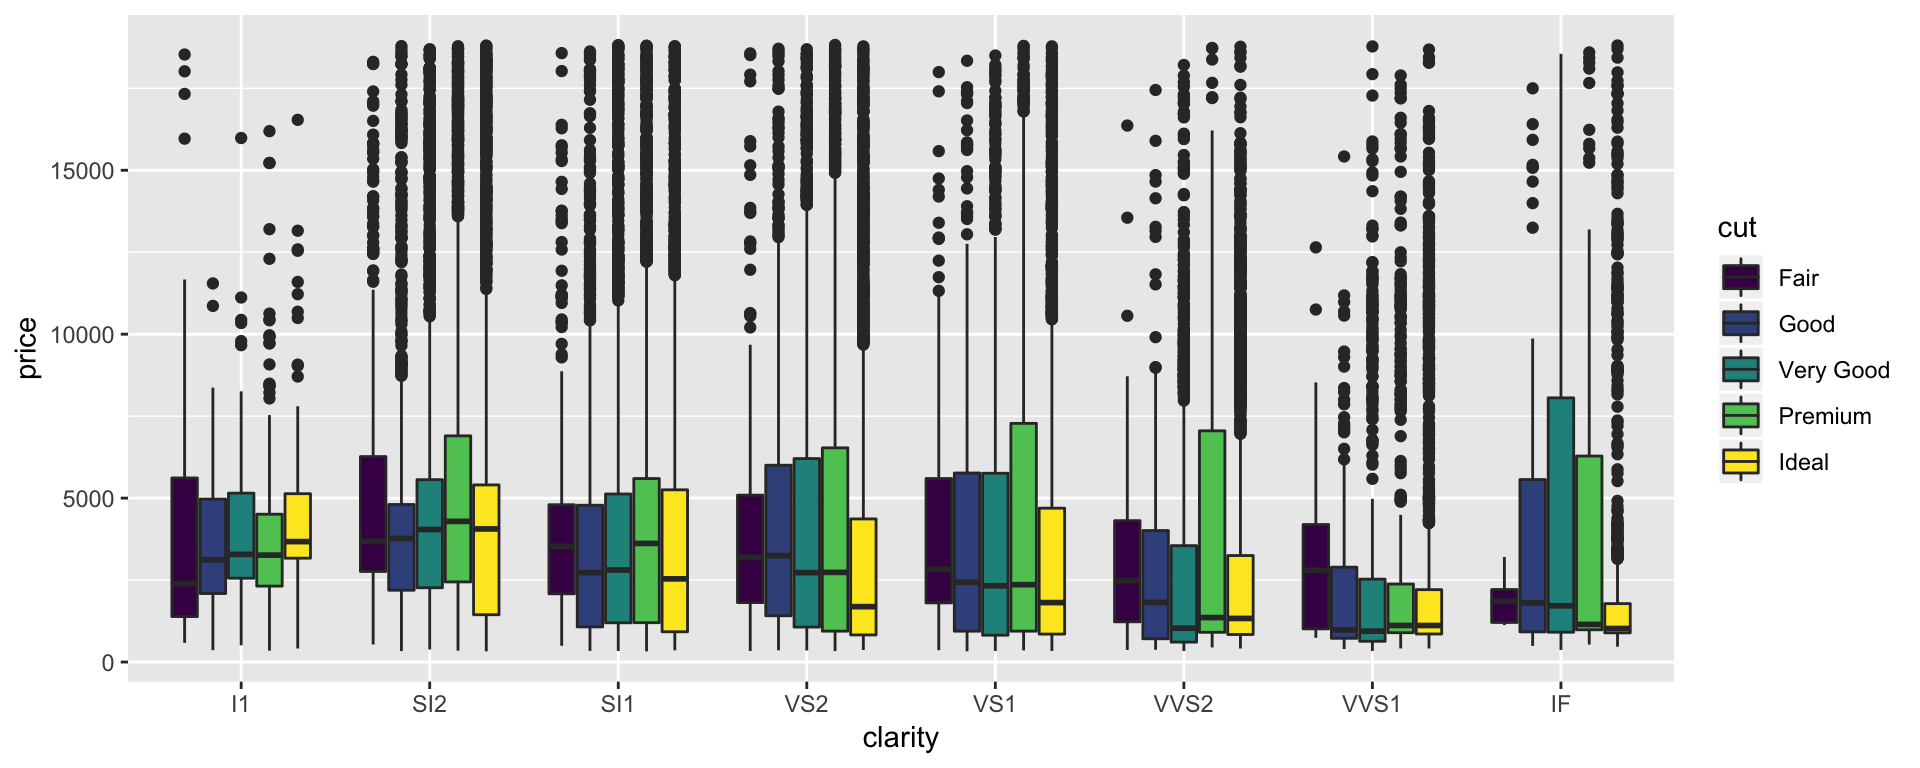 price
15000
10000
5000
0
I1 SI2 SI1 VS2 VS1 VVS2 VVS1 IF
clarity
cut
Fair
Good
Very Good
Premium
Ideal